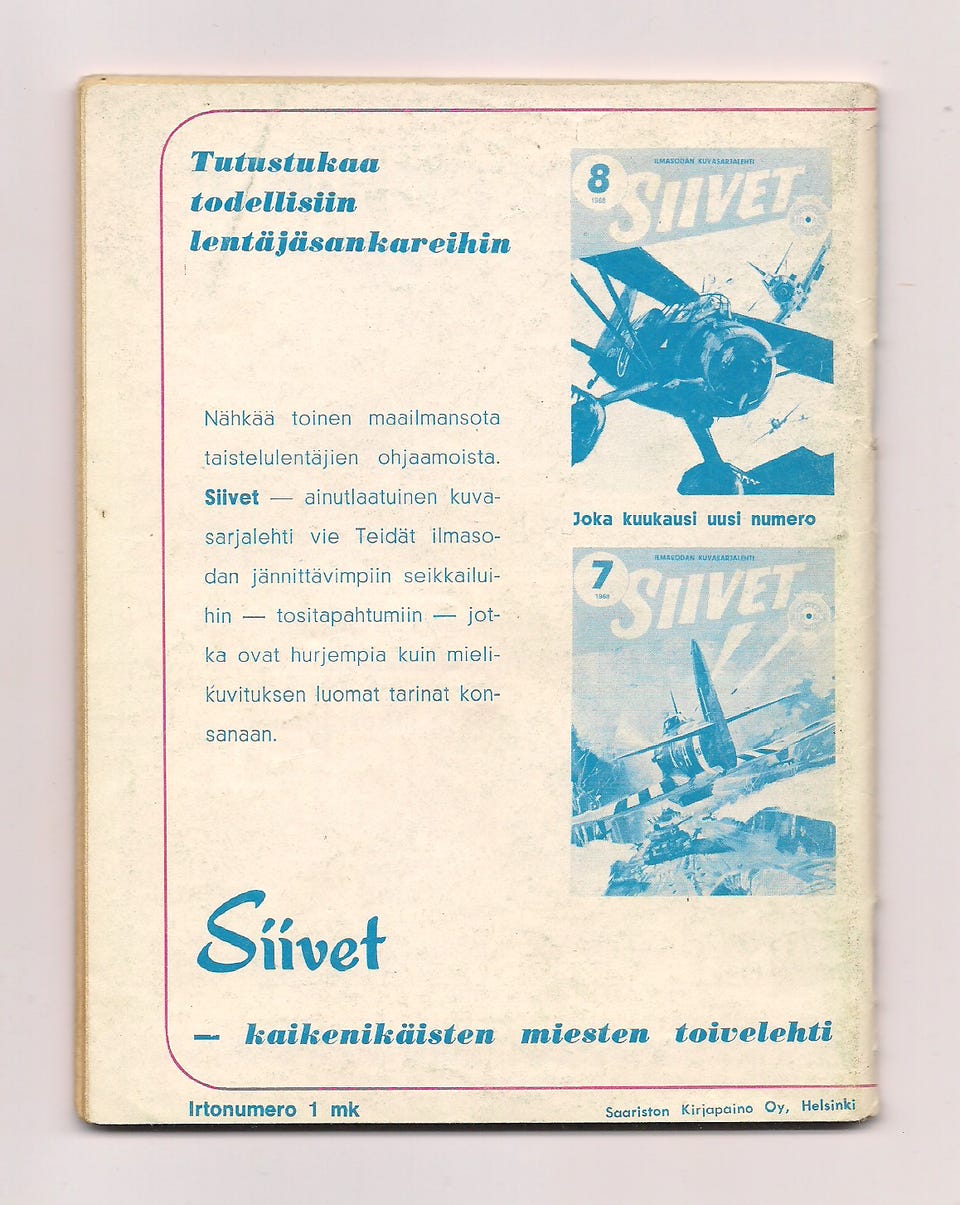 Tutustukaa
todellisiin
lentäjäsankareihin
Nähkää toinen maailmansota
taistelulentäjien ohjaamoista.
Siivet — ainutlaatuinen kuva-
sarjalehti vie Teidät ilmaso-
dan jännittävimpiin seikkailui-
hin — tositapahtumiin — jot-
ka ovat hurjempia kuin mieli-
kuvituksen luomat tarinat kon-
sanaan.
ILMASODAN KUVASARJALEHTI
8
1968
SIIVET
Joka kuukausi uusi numero
ILMASODAN KUVASARJALEHTI
7
1968
SIIVET
Siivet
— kaikenikäisten miesten toivelehti
Irtonumero 1 mk
Saariston Kirjapaino Oy, Helsinki